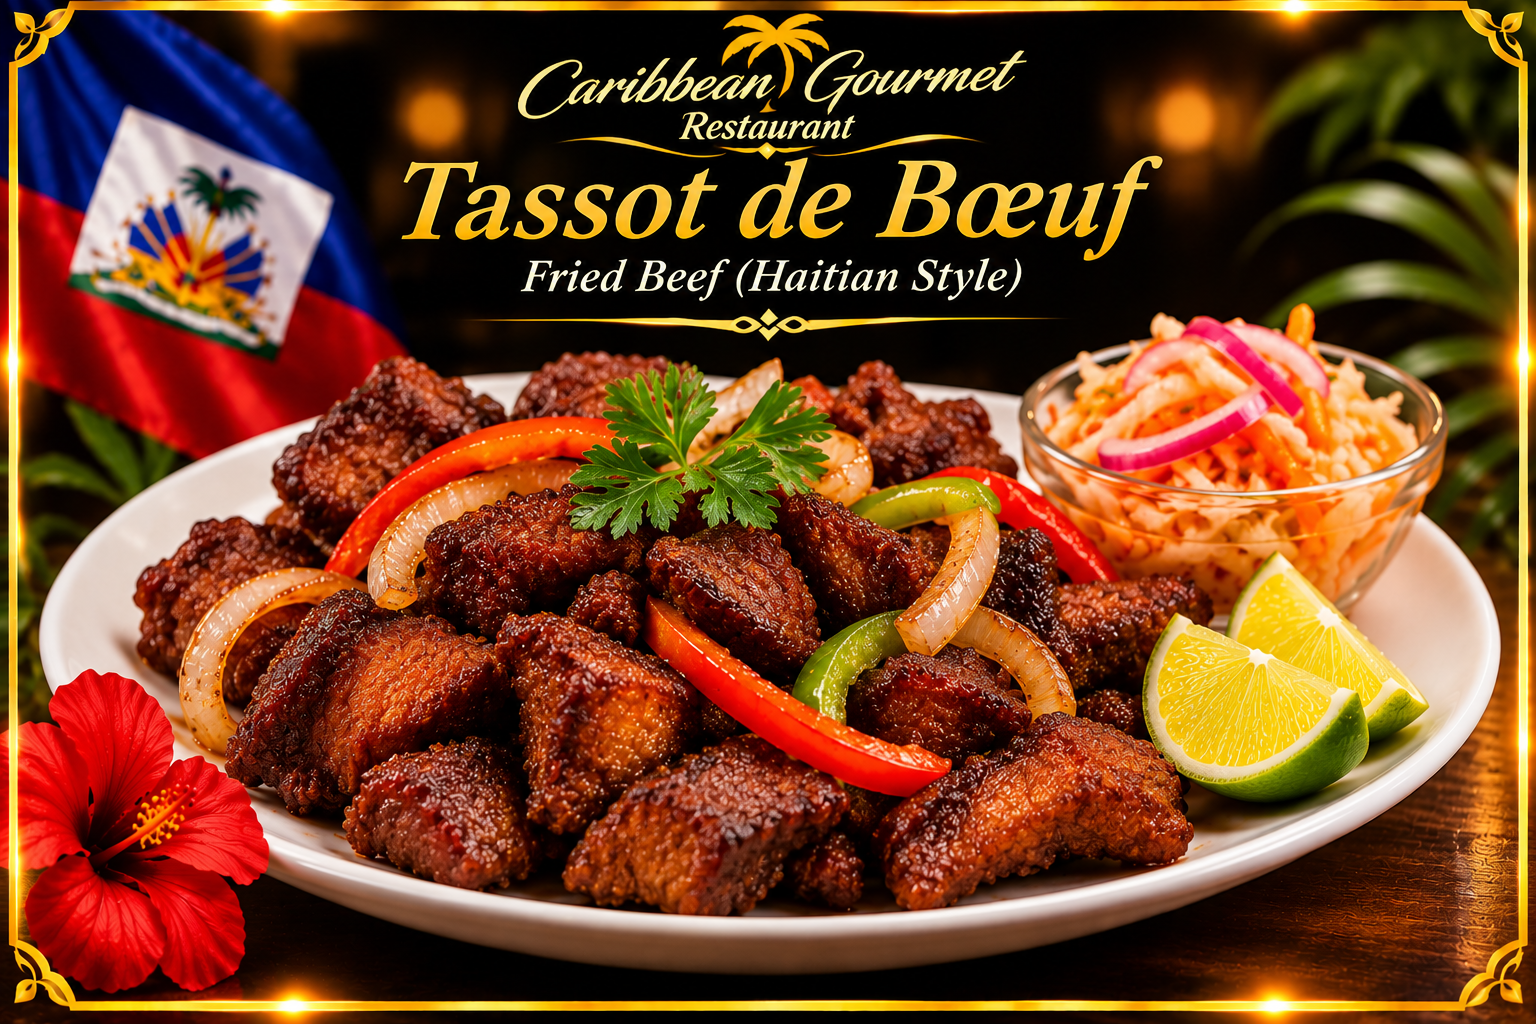 Caribbean Gourmet
Restaurant
Tassot de Bœuf
Fried Beef (Haitian Style)